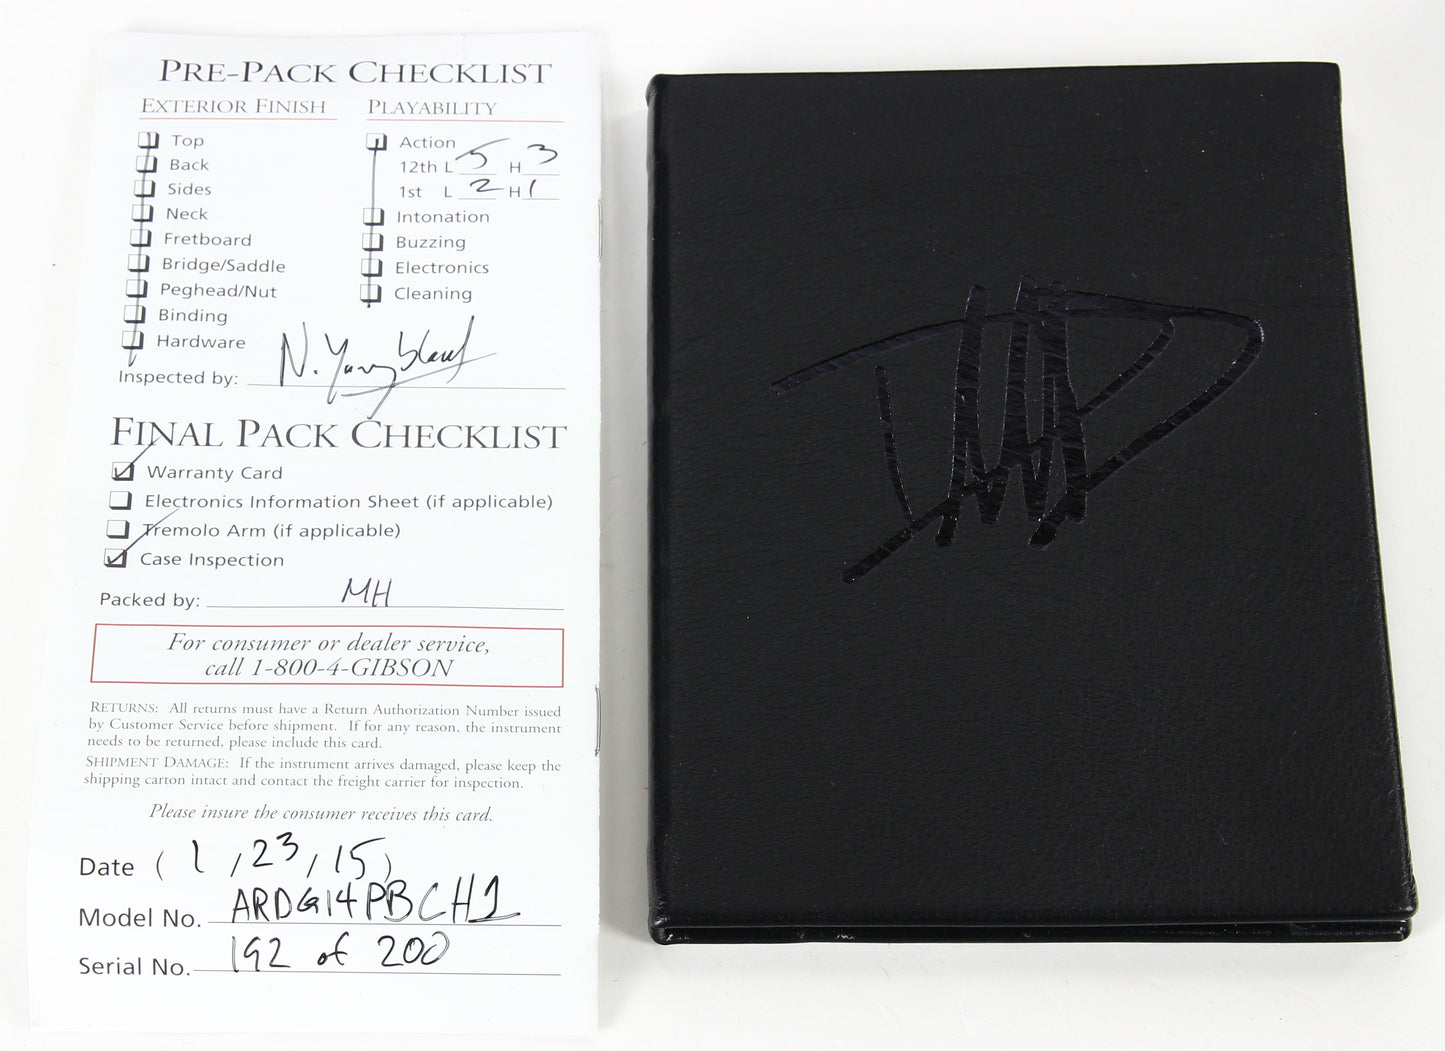 PRE-PACK CHECKLIST
EXTERIOR FINISH
Top
Back
Sides
Neck
Fretboard
Bridge/Saddle
Peghead/Nut
Binding
Hardware
PLAYABILITY
Action
12th L 5 H 3
1st L 2 H 1
Intonation
Buzzing
Electronics
Cleaning
Inspected by: N. Youngblood
FINAL PACK CHECKLIST
Warranty Card
Electronics Information Sheet (if applicable)
Tremolo Arm (if applicable)
Case Inspection
Packed by: MH
For consumer or dealer service,
call 1-800-4-GIBSON
RETURNS: All returns must have a Return Authorization Number issued
by Customer Service before shipment. If for any reason, the instrument
needs to be returned, please include this card.
SHIPMENT DAMAGE: If the instrument arrives damaged, please keep the
shipping carton intact and contact the freight carrier for inspection.
Please insure the consumer receives this card.
Date ( 1 / 23 / 15 )
Model No. ARDG14PBCH1
Serial No. 192 of 200